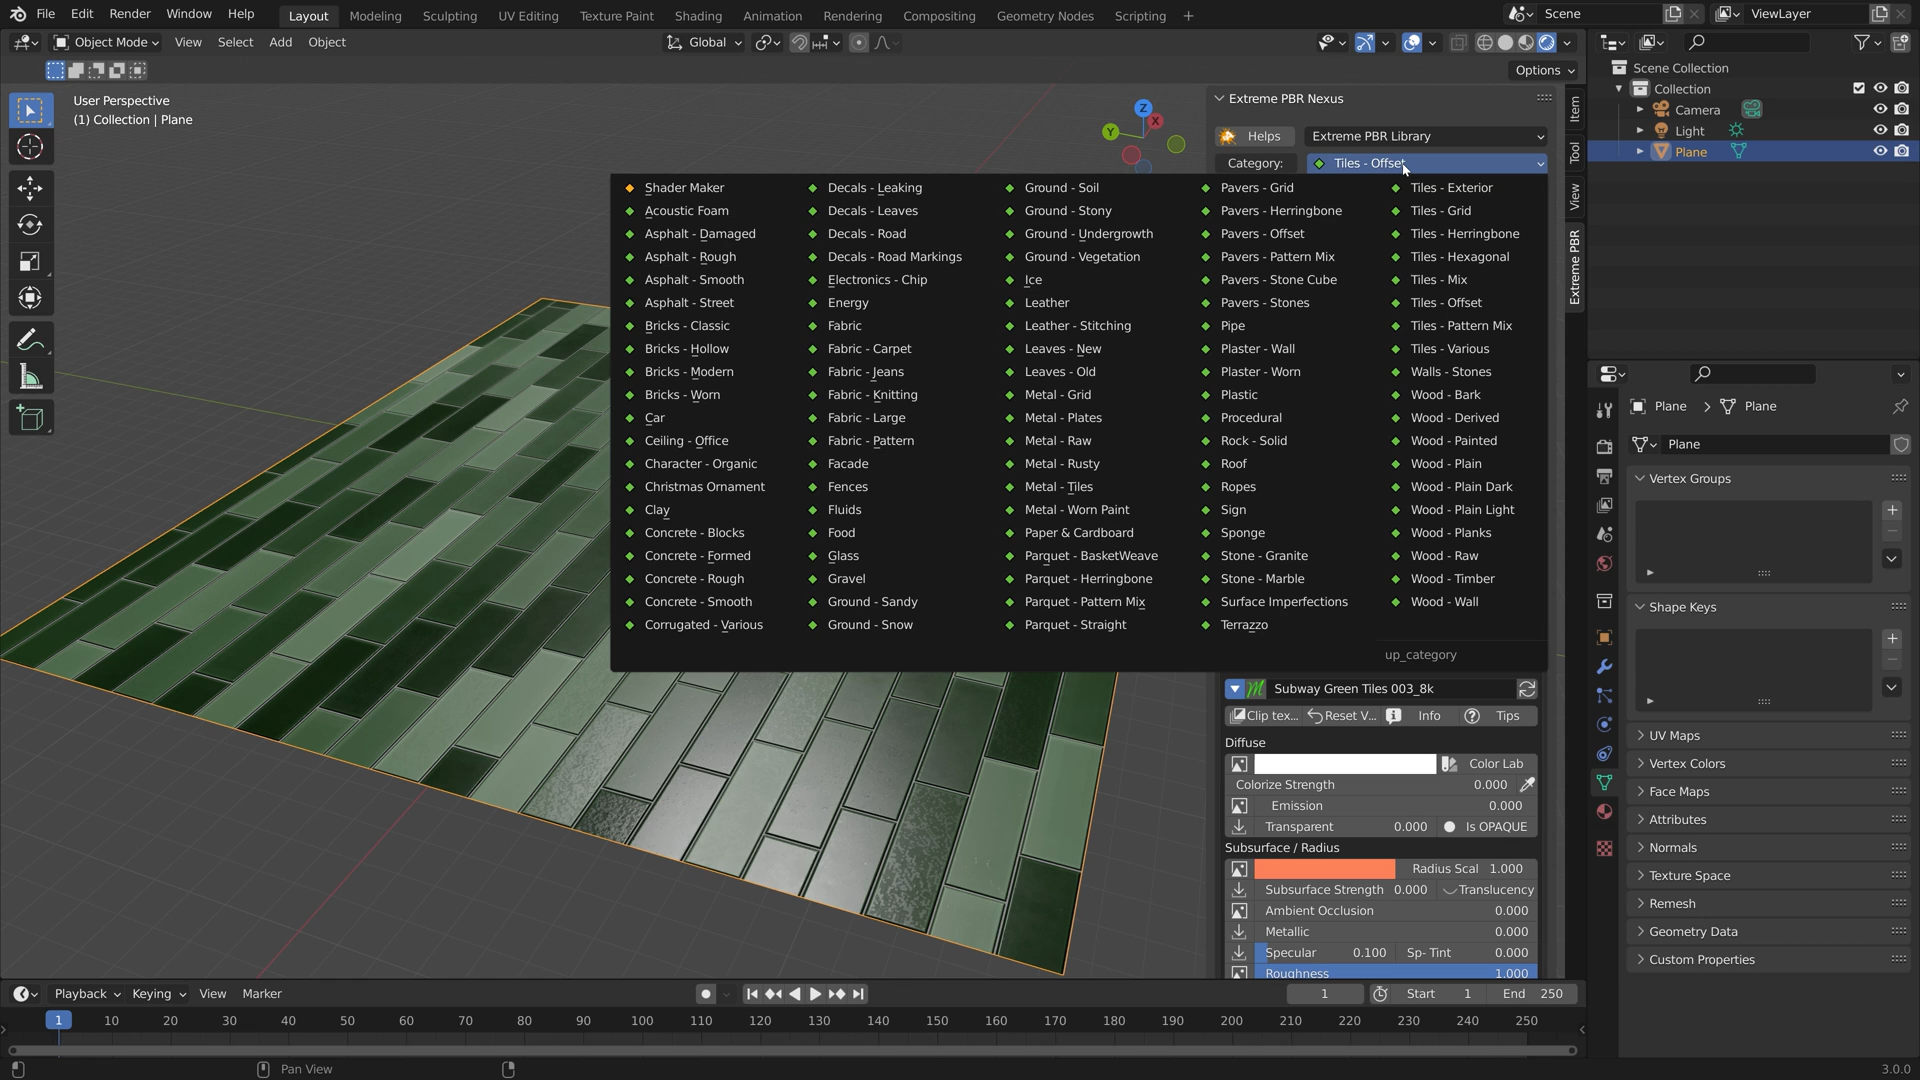 File Edit Render Window Help Layout Modeling Sculpting UV Editing Texture Paint Shading Animation Rendering Compositing Geometry Nodes Scripting + Scene ViewLayer
Object Mode View Select Add Object Global
Options
User Perspective
(1) Collection | Plane
Z
X
Y
Extreme PBR Nexus
Helps Extreme PBR Library
Category: Tiles - Offset
Shader Maker
Acoustic Foam
Asphalt - Damaged
Asphalt - Rough
Asphalt - Smooth
Asphalt - Street
Bricks - Classic
Bricks - Hollow
Bricks - Modern
Bricks - Worn
Car
Ceiling - Office
Character - Organic
Christmas Ornament
Clay
Concrete - Blocks
Concrete - Formed
Concrete - Rough
Concrete - Smooth
Corrugated - Various
Decals - Leaking
Decals - Leaves
Decals - Road
Decals - Road Markings
Electronics - Chip
Energy
Fabric
Fabric - Carpet
Fabric - Jeans
Fabric - Knitting
Fabric - Large
Fabric - Pattern
Facade
Fences
Fluids
Food
Glass
Gravel
Ground - Sandy
Ground - Snow
Ground - Soil
Ground - Stony
Ground - Undergrowth
Ground - Vegetation
Ice
Leather
Leather - Stitching
Leaves - New
Leaves - Old
Metal - Grid
Metal - Plates
Metal - Raw
Metal - Rusty
Metal - Tiles
Metal - Worn Paint
Paper & Cardboard
Parquet - BasketWeave
Parquet - Herringbone
Parquet - Pattern Mix
Parquet - Straight
Pavers - Grid
Pavers - Herringbone
Pavers - Offset
Pavers - Pattern Mix
Pavers - Stone Cube
Pavers - Stones
Pipe
Plaster - Wall
Plaster - Worn
Plastic
Procedural
Rock - Solid
Roof
Ropes
Sign
Sponge
Stone - Granite
Stone - Marble
Surface Imperfections
Terrazzo
Tiles - Exterior
Tiles - Grid
Tiles - Herringbone
Tiles - Hexagonal
Tiles - Mix
Tiles - Offset
Tiles - Pattern Mix
Tiles - Various
Walls - Stones
Wood - Bark
Wood - Derived
Wood - Painted
Wood - Plain
Wood - Plain Dark
Wood - Plain Light
Wood - Planks
Wood - Raw
Wood - Timber
Wood - Wall
up_category
Subway Green Tiles 003_8k
Clip tex... Reset V... Info Tips
Diffuse
Color Lab
Colorize Strength 0.000
Emission 0.000
Transparent 0.000 Is OPAQUE
Subsurface / Radius
Radius Scal 1.000
Subsurface Strength 0.000 Translucency
Ambient Occlusion 0.000
Metallic 0.000
Specular 0.100 Sp- Tint 0.000
Roughness 1.000
Item
Tool
View
Extreme PBR
Scene Collection
Collection
Camera
Light
Plane
Plane > Plane
Plane
Vertex Groups
Shape Keys
UV Maps
Vertex Colors
Face Maps
Attributes
Normals
Texture Space
Remesh
Geometry Data
Custom Properties
Playback Keying View Marker 1 Start 1 End 250
1 10 20 30 40 50 60 70 80 90 100 110 120 130 140 150 160 170 180 190 200 210 220 230 240 250
Pan View 3.0.0